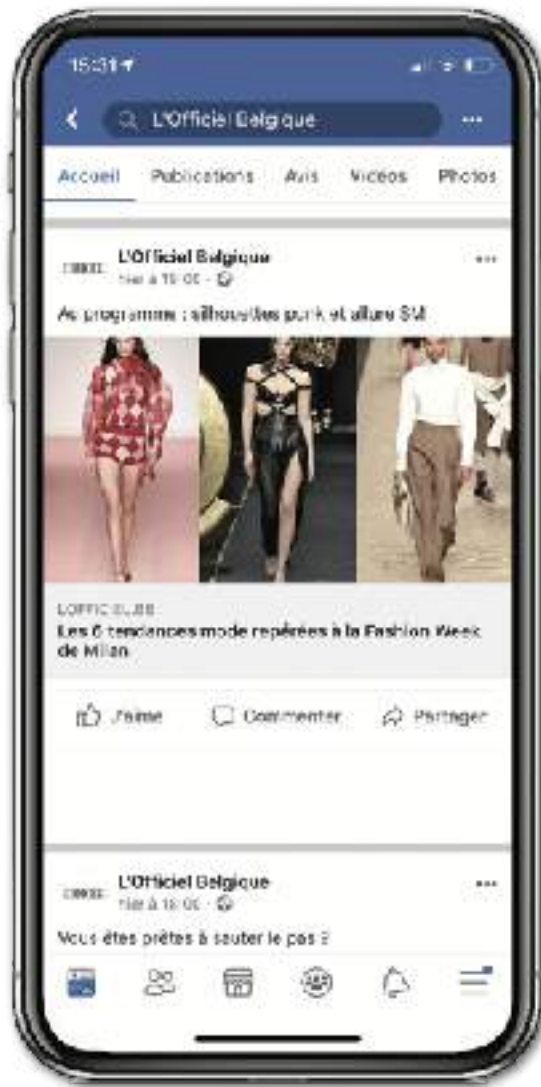 15:31
L'Officiel Belgique
Accueil Publications Avis Vidéos Photos
L'Officiel Belgique
hier à
Au programme : silhouettes punk et allure SM
Les 6 tendances mode repérées à la Fashion Week
de Milan
J'aime Commenter Partager
L'Officiel Belgique
hier à
Vous êtes prêtes à sauter le pas ?